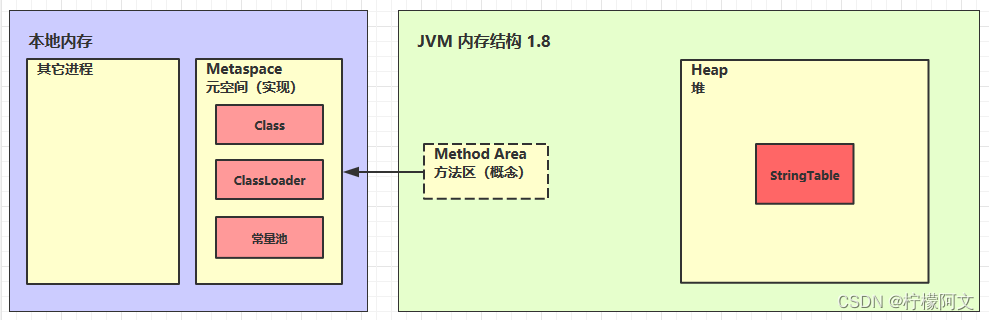 本地内存
其它进程
Metaspace
元空间（实现）
Class
ClassLoader
常量池
JVM 内存结构 1.8
Method Area
方法区（概念）
Heap
堆
StringTable
CSDN @柠檬阿文